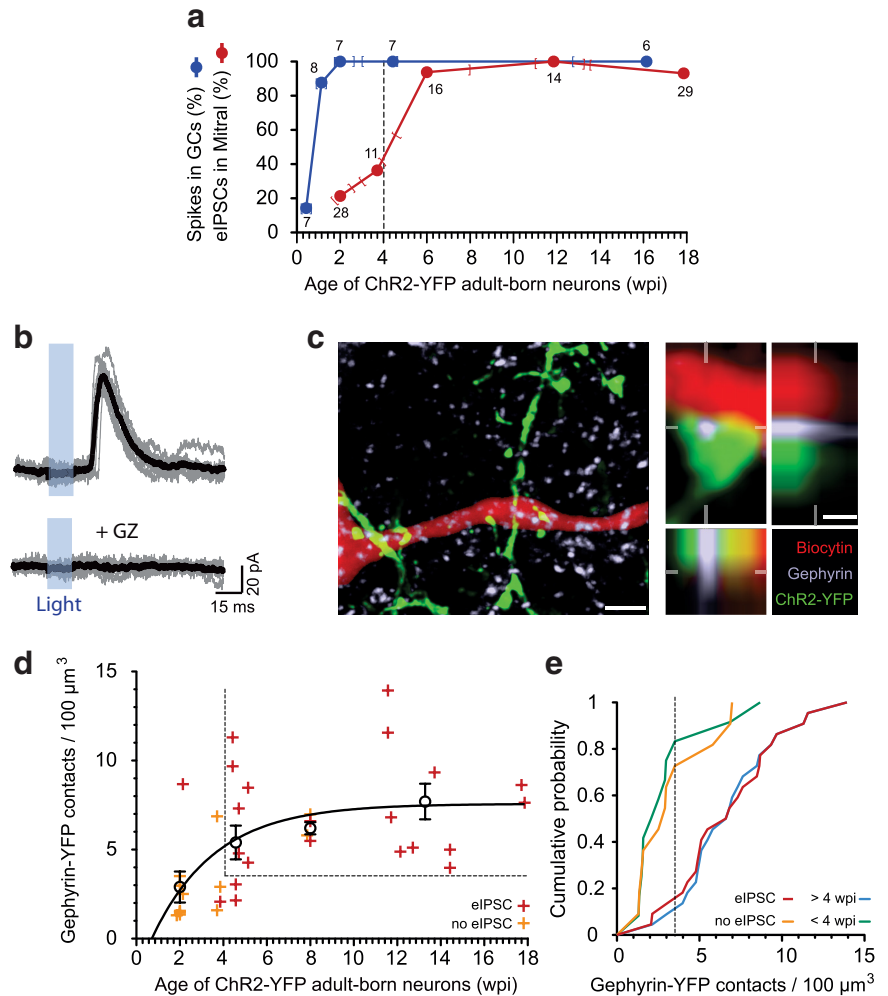 a
Spikes in GCs (%)
eIPSCs in Mitral (%)
100
80
60
40
20
0
7
8
7
7
6
28
11
16
14
29
0 2 4 6 8 10 12 14 16 18
Age of ChR2-YFP adult-born neurons (wpi)
b
+ GZ
Light
20 pA
15 ms
c
Biocytin
Gephyrin
ChR2-YFP
d
Gephyrin-YFP contacts / 100 µm³
15
10
5
0
eIPSC
no eIPSC
0 2 4 6 8 10 12 14 16 18
Age of ChR2-YFP adult-born neurons (wpi)
e
Cumulative probability
1
0.8
0.6
0.4
0.2
0
eIPSC > 4 wpi
no eIPSC < 4 wpi
0 5 10 15
Gephyrin-YFP contacts / 100 µm³